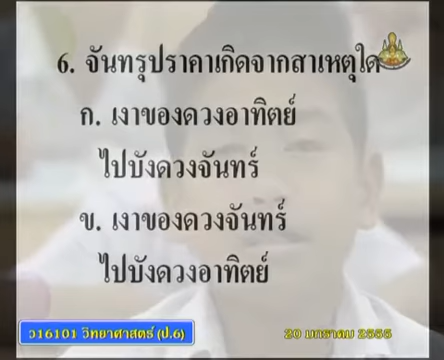 6. จันทรุปราคาเกิดจากสาเหตุใด
ก. เงาของดวงอาทิตย์
ไปบังดวงจันทร์
ข. เงาของดวงจันทร์
ไปบังดวงอาทิตย์
ว16101 วิทยาศาสตร์ (ป.6)
20 มกราคม 2555